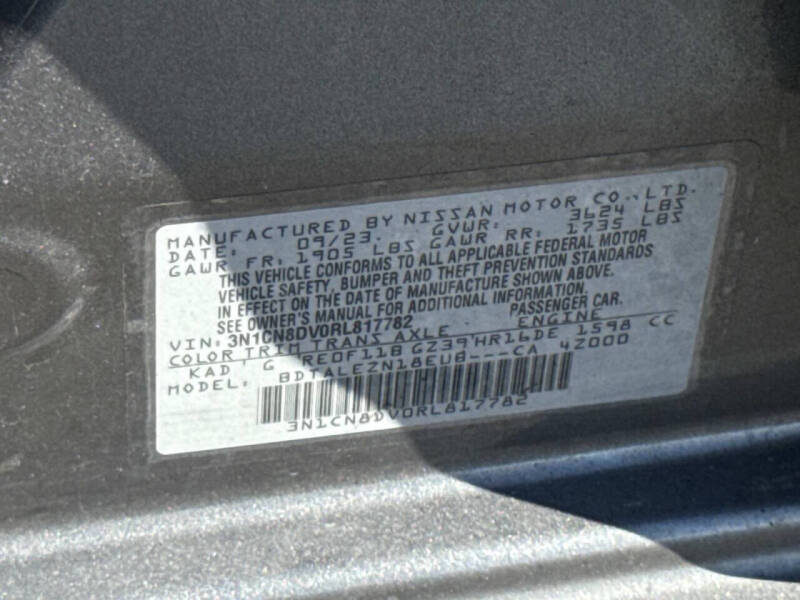 MANUFACTURED BY NISSAN MOTOR CO., LTD.
DATE: 09/23 GVWR: 3624 LBS
GAWR FR: 1905 LBS GAWR RR: 1735 LBS
THIS VEHICLE CONFORMS TO ALL APPLICABLE FEDERAL MOTOR
VEHICLE SAFETY, BUMPER AND THEFT PREVENTION STANDARDS
IN EFFECT ON THE DATE OF MANUFACTURE SHOWN ABOVE.
SEE OWNER'S MANUAL FOR ADDITIONAL INFORMATION.
VIN: 3N1CN8DV0RL817782 PASSENGER CAR.
COLOR TRIM TRANS AXLE ENGINE
KAD G RE0F11B GZ39 HR16DE 1598 CC
MODEL: BDTALEZN18EUB---CA 4Z000
3N1CN8DV0RL817782